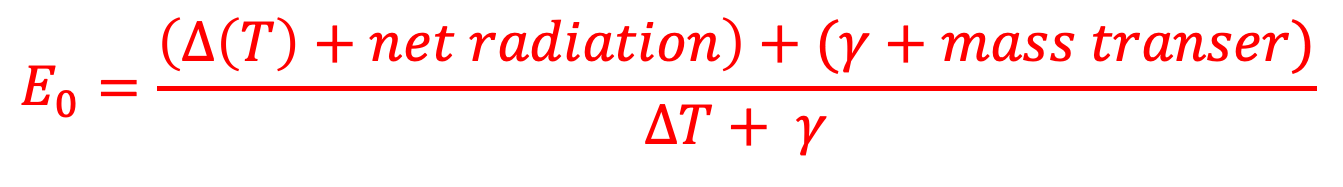 E₀ = (Δ(T) + net radiation) + (γ + mass transer)
ΔT + γ